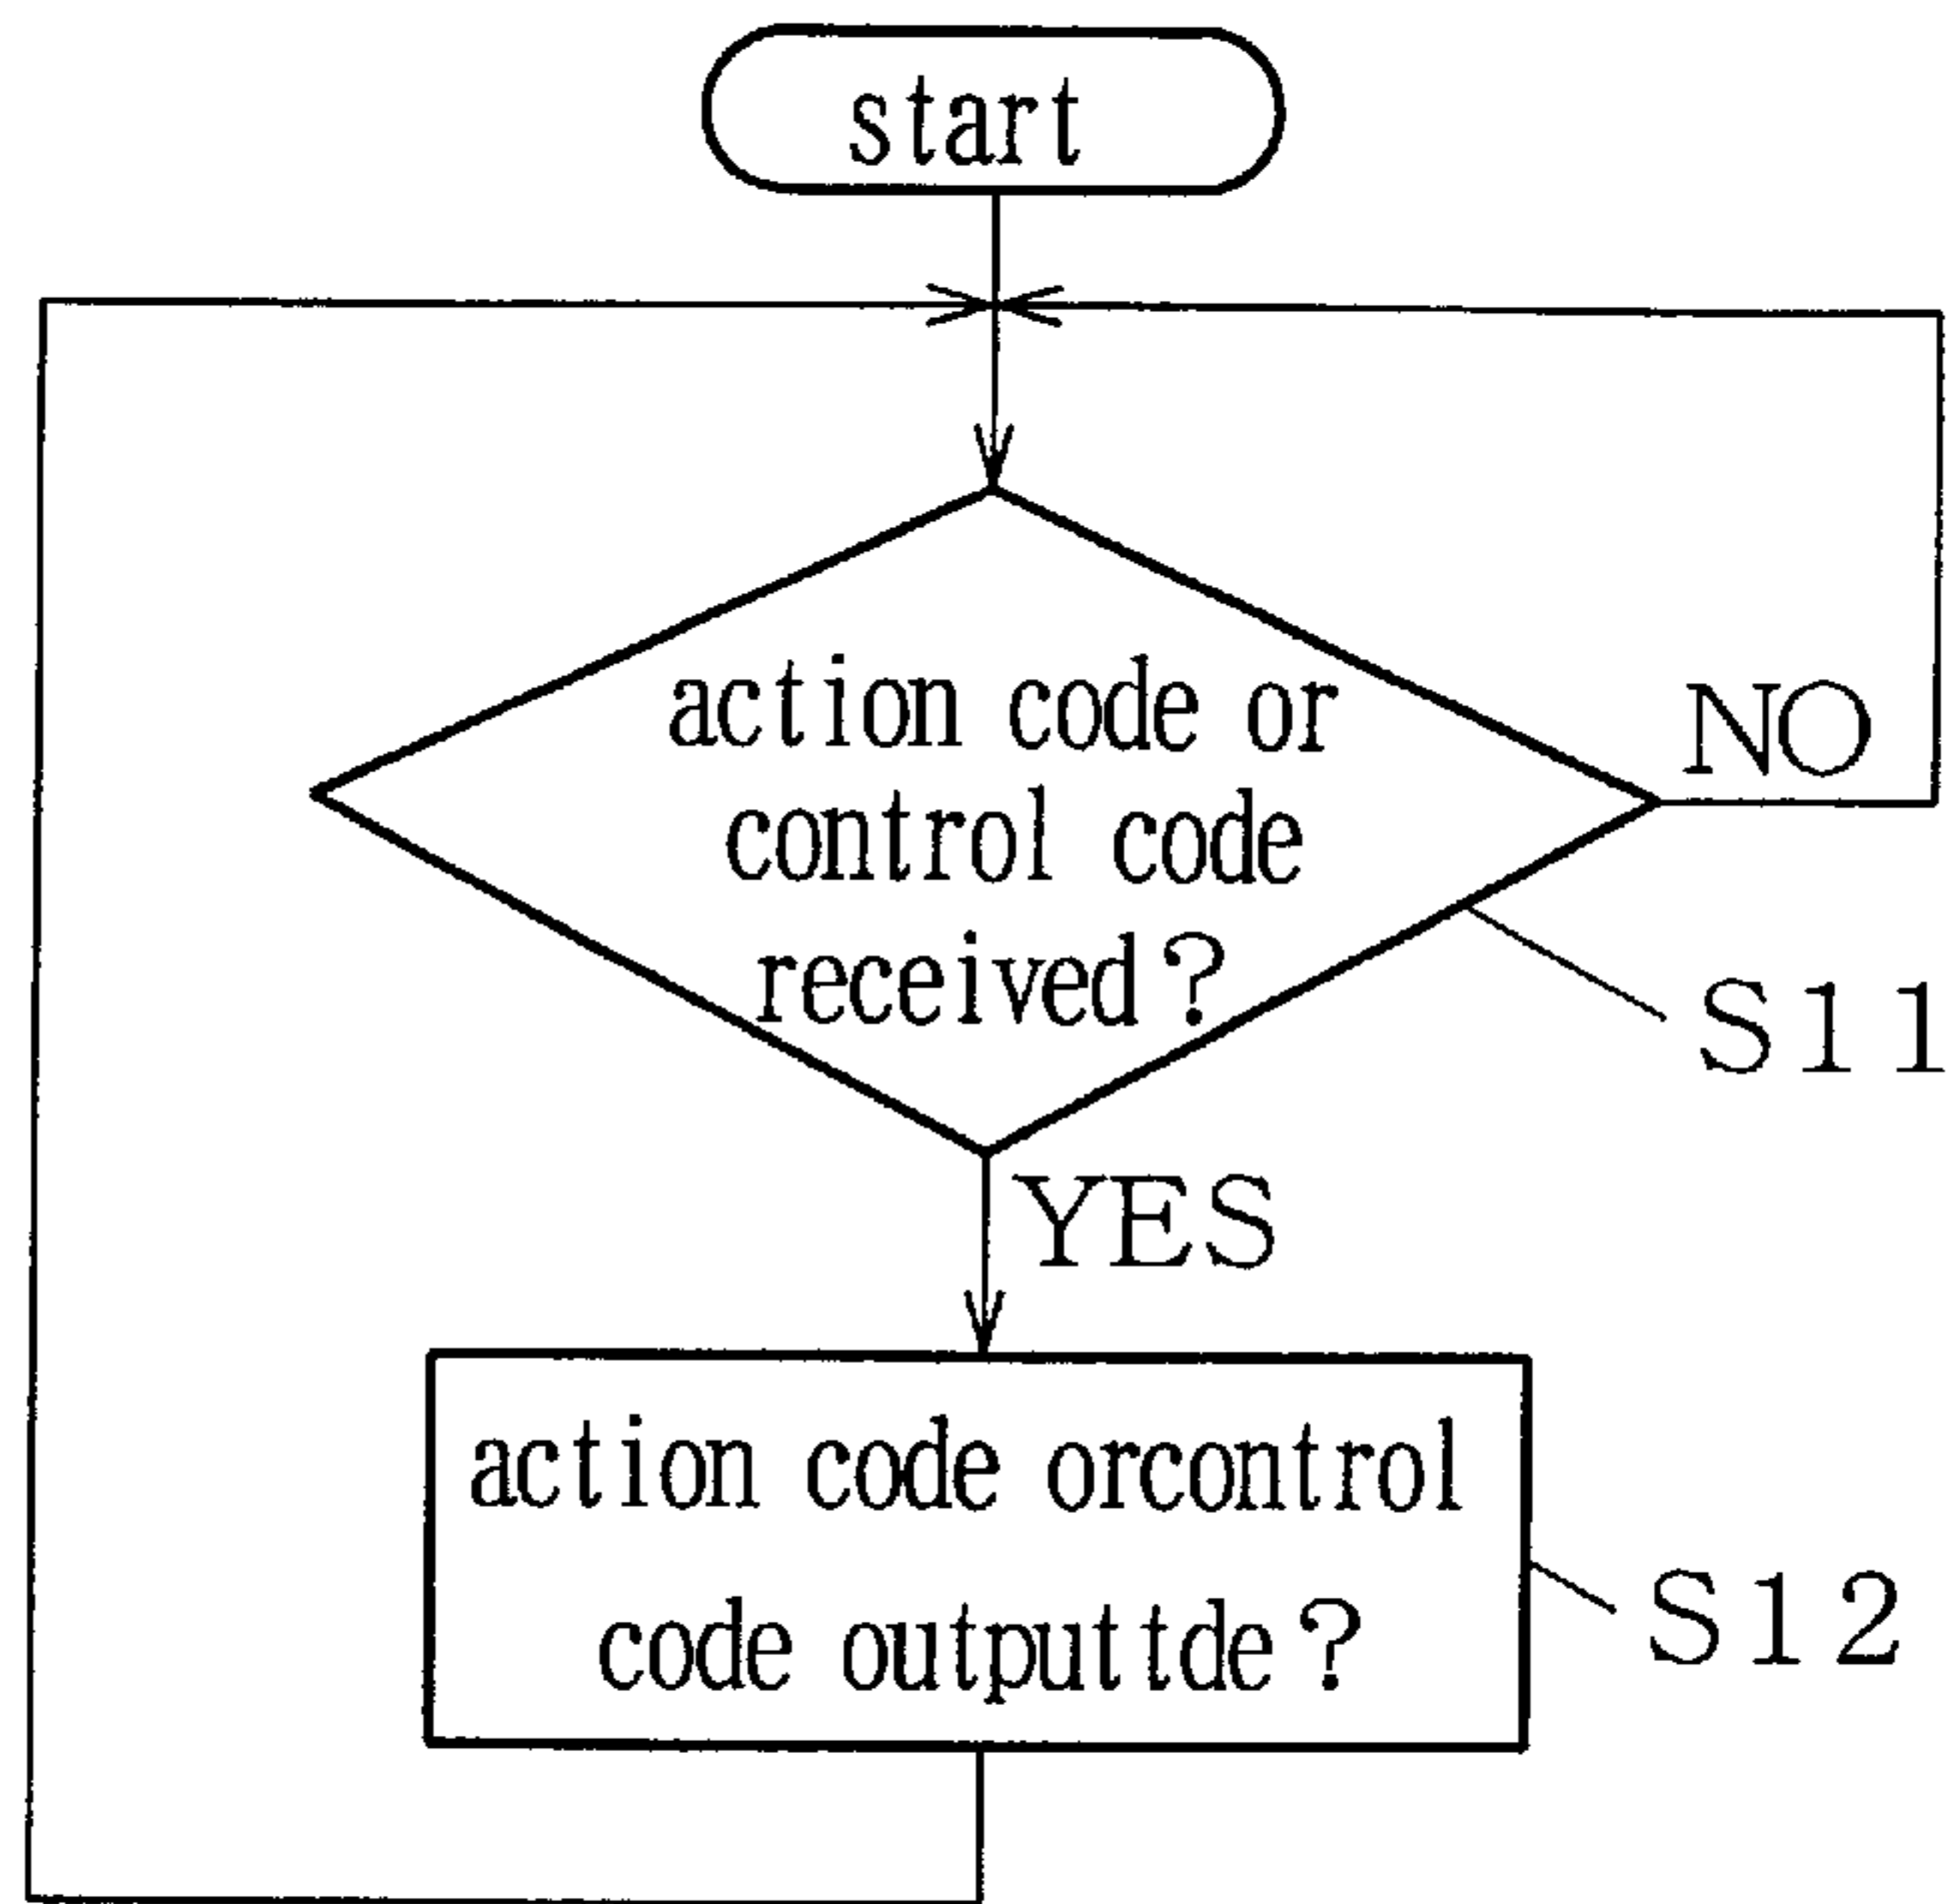 start
action code or
NO
control code
received?
S11
YES
action code orcontrol
code outputtde?
S12